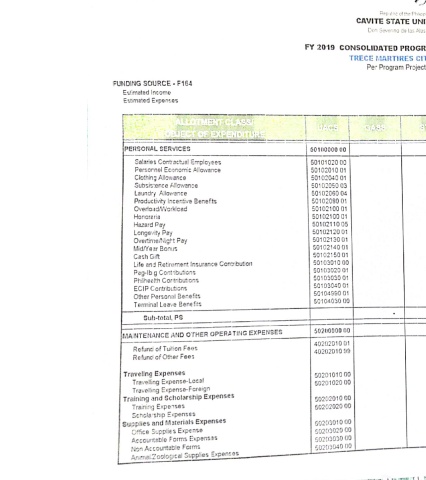 Republic of the Philipp
CAVITE STATE UNI
Don Severino de las Alas
FY 2019 CONSOLIDATED PROGR
TRECE MARTIRES CIT
Per Program Project
FUNDING SOURCE - F164
Estimated Income
Estimated Expenses
ALLOTMENT CLASS/
OBJECT OF EXPENDITURE
UACS
PERSONAL SERVICES 50100000 00
Salaries Contractual Employees 50101020 00
Personnel Economic Allowance 50102010 01
Clothing Allowance 50102040 01
Subsistence Allowance 50102050 03
Laundry Allowance 50102060 04
Productivity Incentive Benefits 50102080 01
Overload/Workload 50102100 01
Honoraria 50102100 01
Hazard Pay 50102110 05
Longevity Pay 50102120 01
Overtime/Night Pay 50102130 01
Mid/Year Bonus 50102140 01
Cash Gift 50102150 01
Life and Retirement Insurance Contribution 50103010 00
Pag-Ibig Contributions 50103020 01
Philhealth Contributions 50103030 01
ECIP Contributions 50103040 01
Other Personal Benefits 50104990 01
Terminal Leave Benefits 50104030 00
Sub-total, PS
MAINTENANCE AND OTHER OPERATING EXPENSES 50200000 00
Refund of Tuition Fees 40202010 01
Refund of Other Fees 40202010 99
Traveling Expenses
Travelling Expense-Local 50201010 00
Travelling Expense-Foreign 50201020 00
Training and Scholarship Expenses
Training Expenses 50202010 00
Scholarship Expenses 50202020 00
Supplies and Materials Expenses
Office Supplies Expense 50203010 00
Accountable Forms Expenses 50203020 00
Non Accountable Forms 50203030 00
Animal/Zoological Supplies Expenses 50203040 00